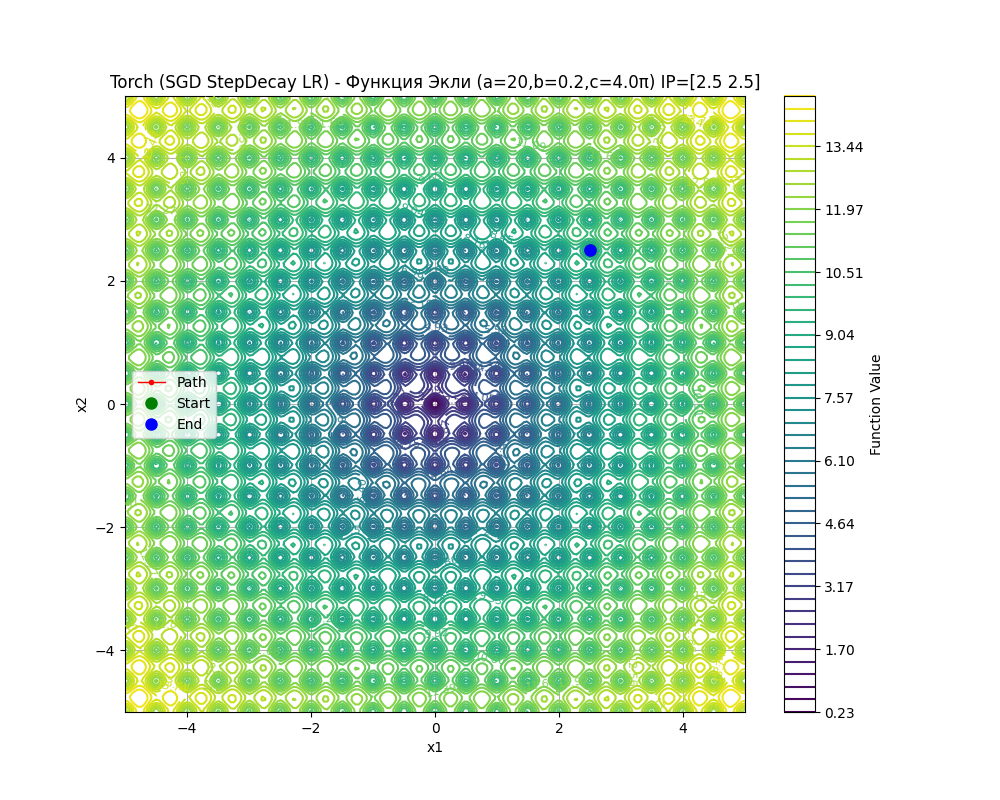 Torch (SGD StepDecay LR) - Функция Экли (a=20,b=0.2,c=4.0π) IP=[2.5 2.5]
4
2
0
−2
−4
x2
Path
Start
End
−4
−2
0
2
4
x1
13.44
11.97
10.51
9.04
7.57
6.10
4.64
3.17
1.70
0.23
Function Value